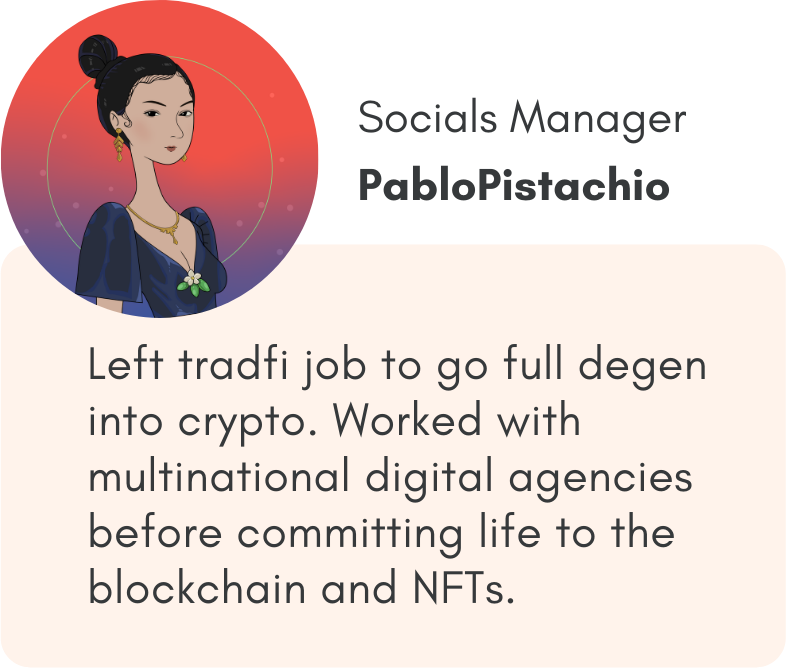 Socials Manager
PabloPistachio
Left tradfi job to go full degen
into crypto. Worked with
multinational digital agencies
before committing life to the
blockchain and NFTs.